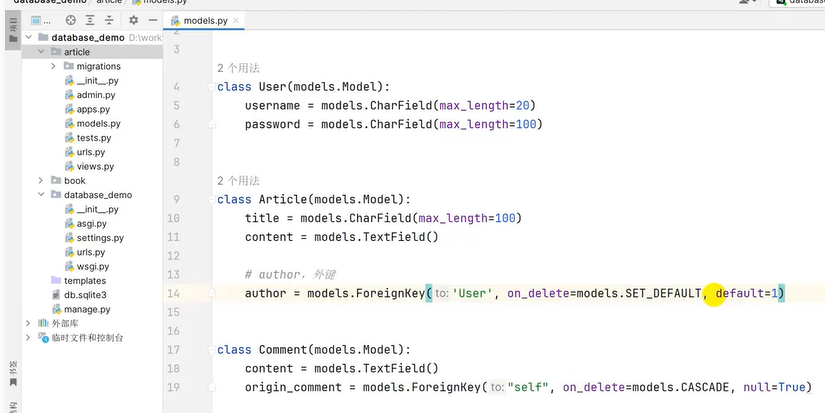 database_demo article models.py
... models.py
项目
database_demo D:\work
article
migrations
__init__.py
admin.py
apps.py
models.py
tests.py
urls.py
views.py
book
database_demo
__init__.py
asgi.py
settings.py
urls.py
wsgi.py
templates
db.sqlite3
manage.py
外部库
临时文件和控制台
书签
结构
2
3
2 个用法
4 class User(models.Model):
5 username = models.CharField(max_length=20)
6 password = models.CharField(max_length=100)
7
8
2 个用法
9 class Article(models.Model):
10 title = models.CharField(max_length=100)
11 content = models.TextField()
12
13 # author，外键
14 author = models.ForeignKey(to: 'User', on_delete=models.SET_DEFAULT, default=1)
15
16
17 class Comment(models.Model):
18 content = models.TextField()
19 origin_comment = models.ForeignKey(to: "self", on_delete=models.CASCADE, null=True)